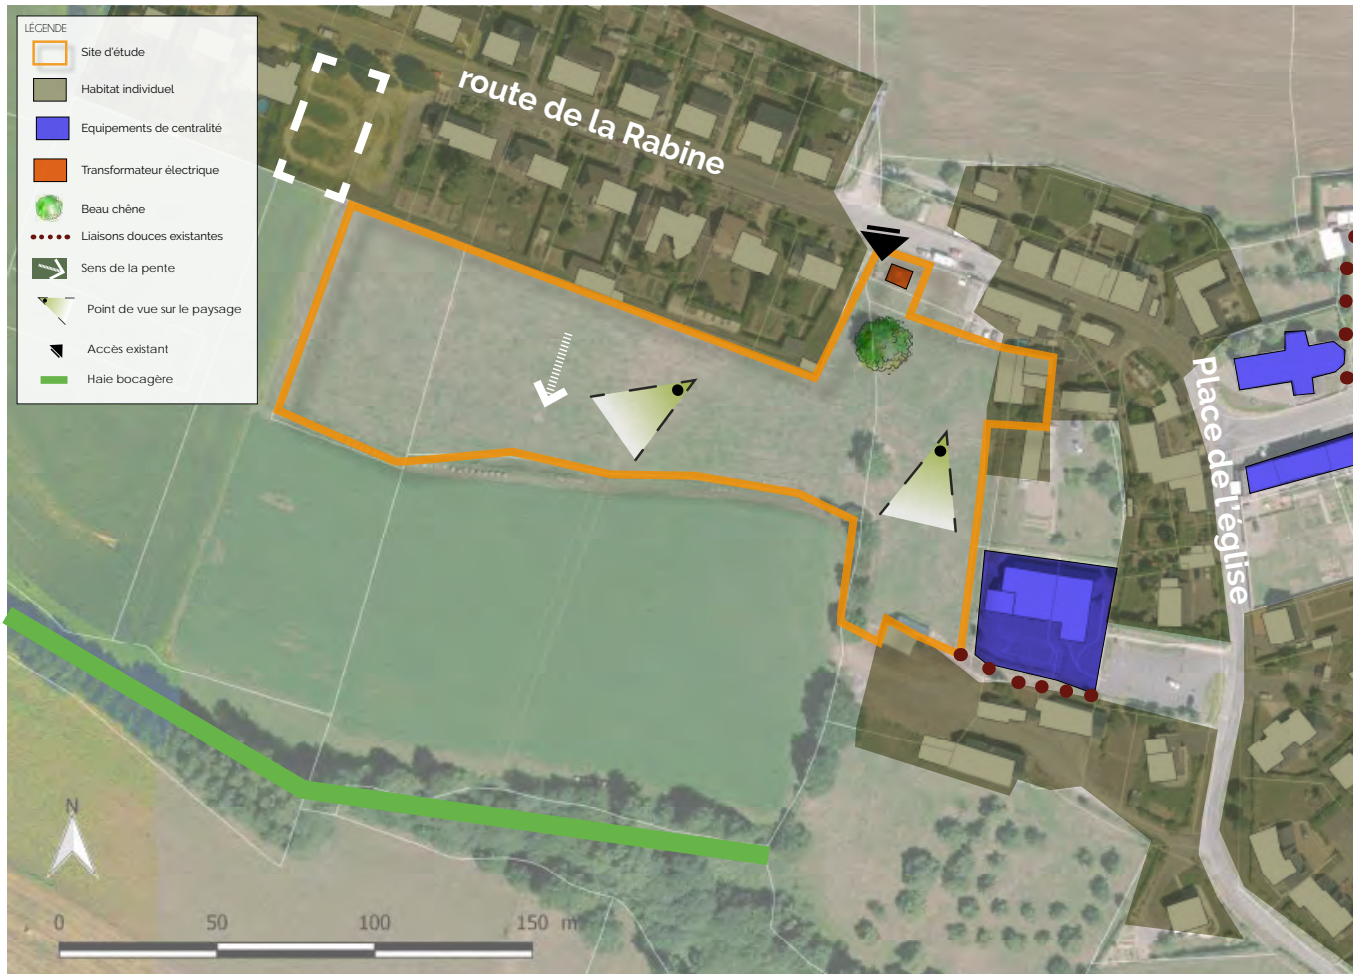 LÉGENDE
Site d'étude
Habitat individuel
Equipements de centralité
Transformateur électrique
Beau chêne
Liaisons douces existantes
Sens de la pente
Point de vue sur le paysage
Accès existant
Haie bocagère
route de la Rabine
Place de l'église
N
0 50 100 150 m